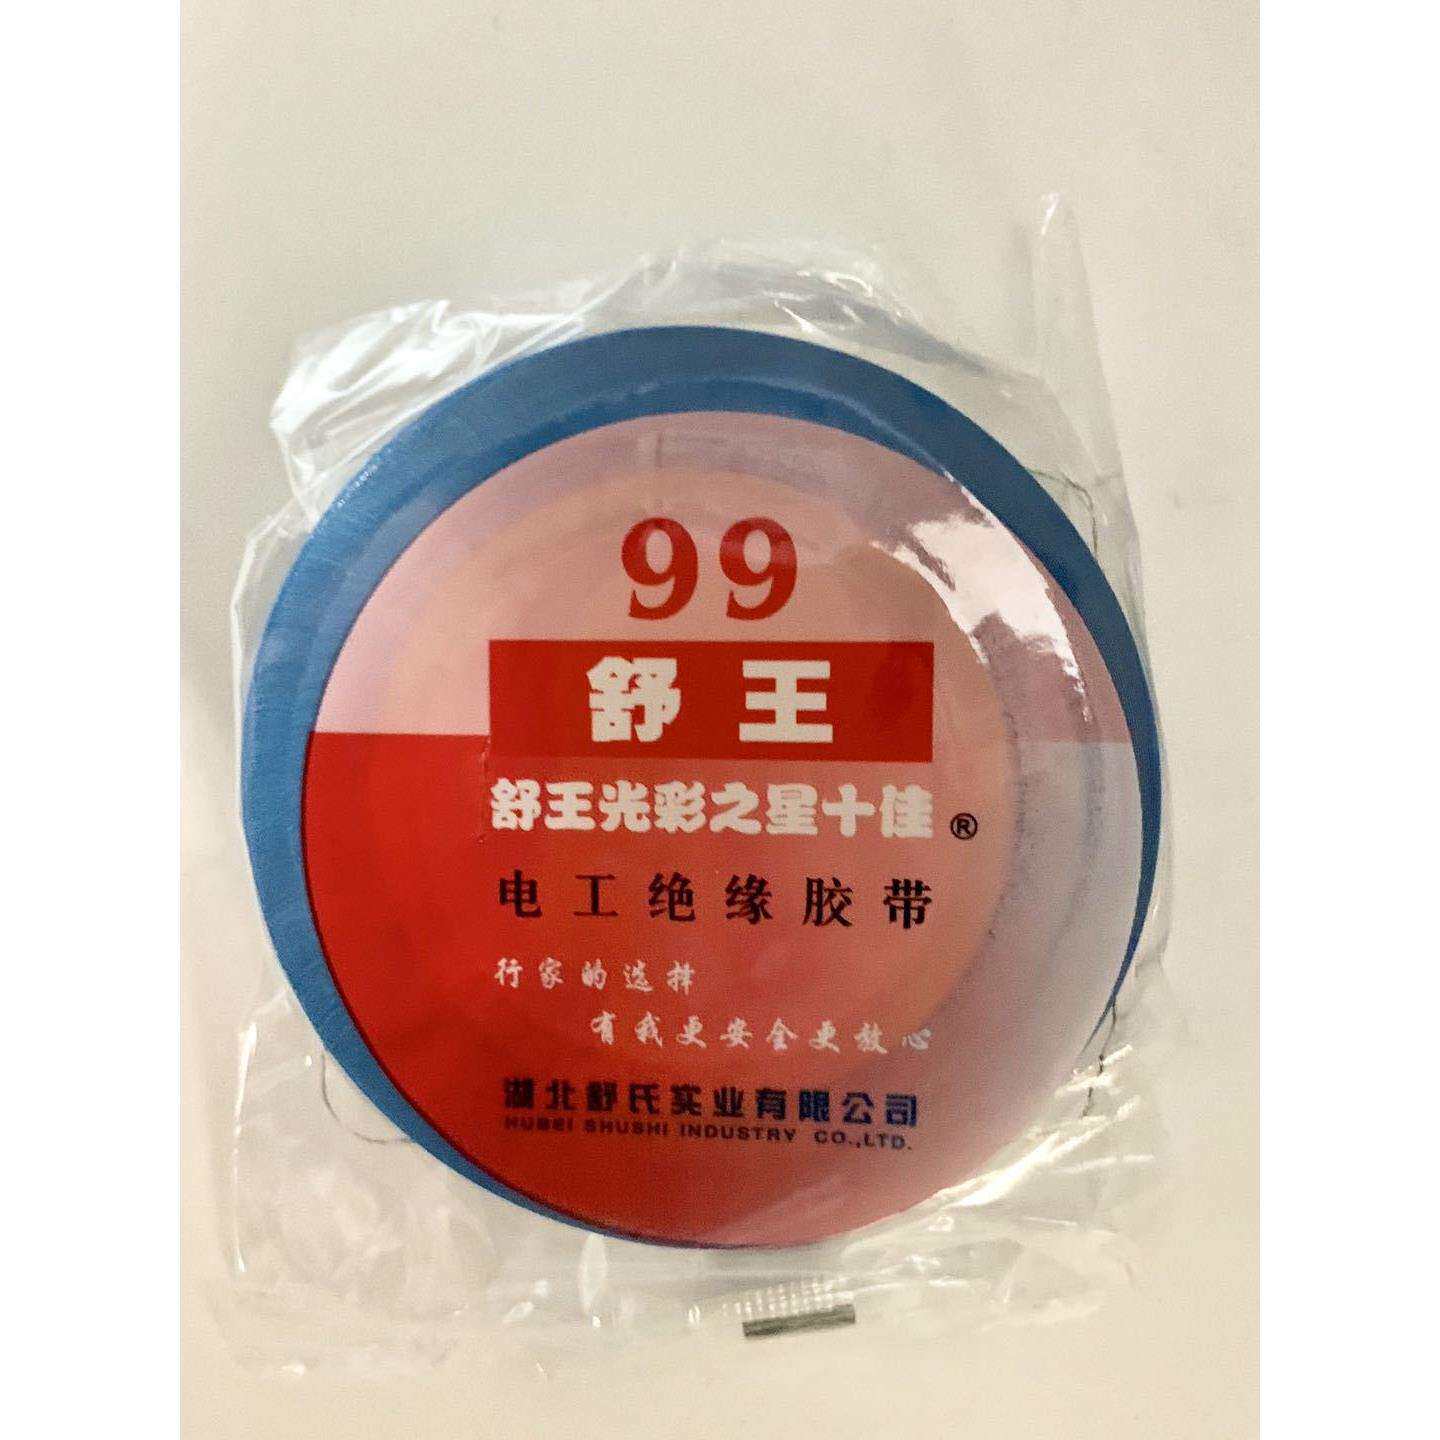 99
舒王
舒王光彩之星十佳®
电工绝缘胶带
行家的选择
有我更安全更放心
湖北舒氏实业有限公司
HUBEI SHUSHI INDUSTRY CO.,LTD.